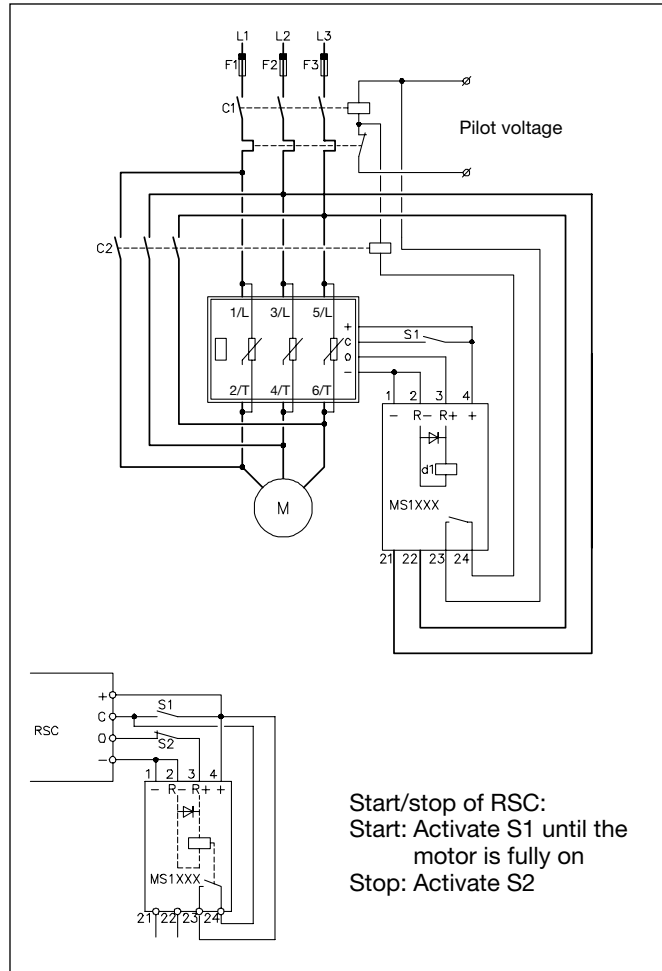 L1 L2 L3
F1 F2 F3
C1
Pilot voltage
C2
1/L 3/L 5/L
+
C
O
−
S1
2/T 4/T 6/T
1 2 3 4
− R− R+ +
d1
MS1XXX
M
21 22 23 24
+
C
O
−
RSC
S1
S2
1 2 3 4
− R− R+ +
MS1XXX
21 22 23 24
Start/stop of RSC:
Start: Activate S1 until the
motor is fully on
Stop: Activate S2